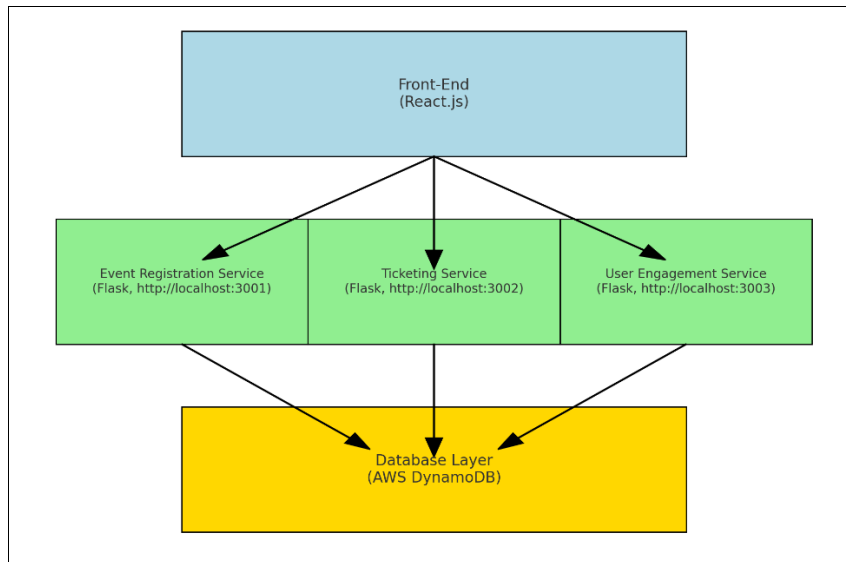 Front-End
(React.js)
Event Registration Service
(Flask, http://localhost:3001)
Ticketing Service
(Flask, http://localhost:3002)
User Engagement Service
(Flask, http://localhost:3003)
Database Layer
(AWS DynamoDB)